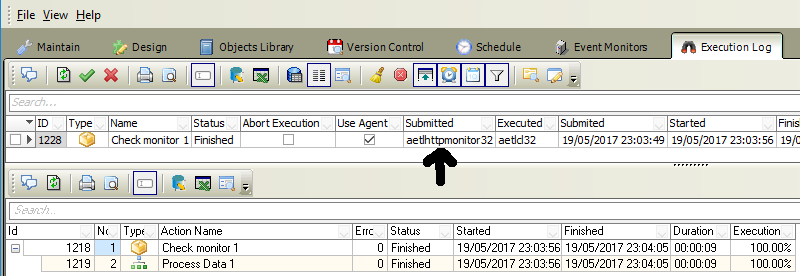 File View Help
Maintain Design Objects Library Version Control Schedule Event Monitors Execution Log
Search...
ID Type Name Status Abort Execution Use Agent Submitted Executed Submited Started Finis
1228 Check monitor 1 Finished aetlhttpmonitor32 aetlcl32 19/05/2017 23:03:49 19/05/2017 23:03:56 19/05
Search...
Id No Type Action Name Erro Status Started Finished Duration Execution
1218 1 Check monitor 1 0 Finished 19/05/2017 23:03:56 19/05/2017 23:04:05 00:00:09 100.00%
1219 2 Process Data 1 0 Finished 19/05/2017 23:03:56 19/05/2017 23:04:05 00:00:09 100.00%